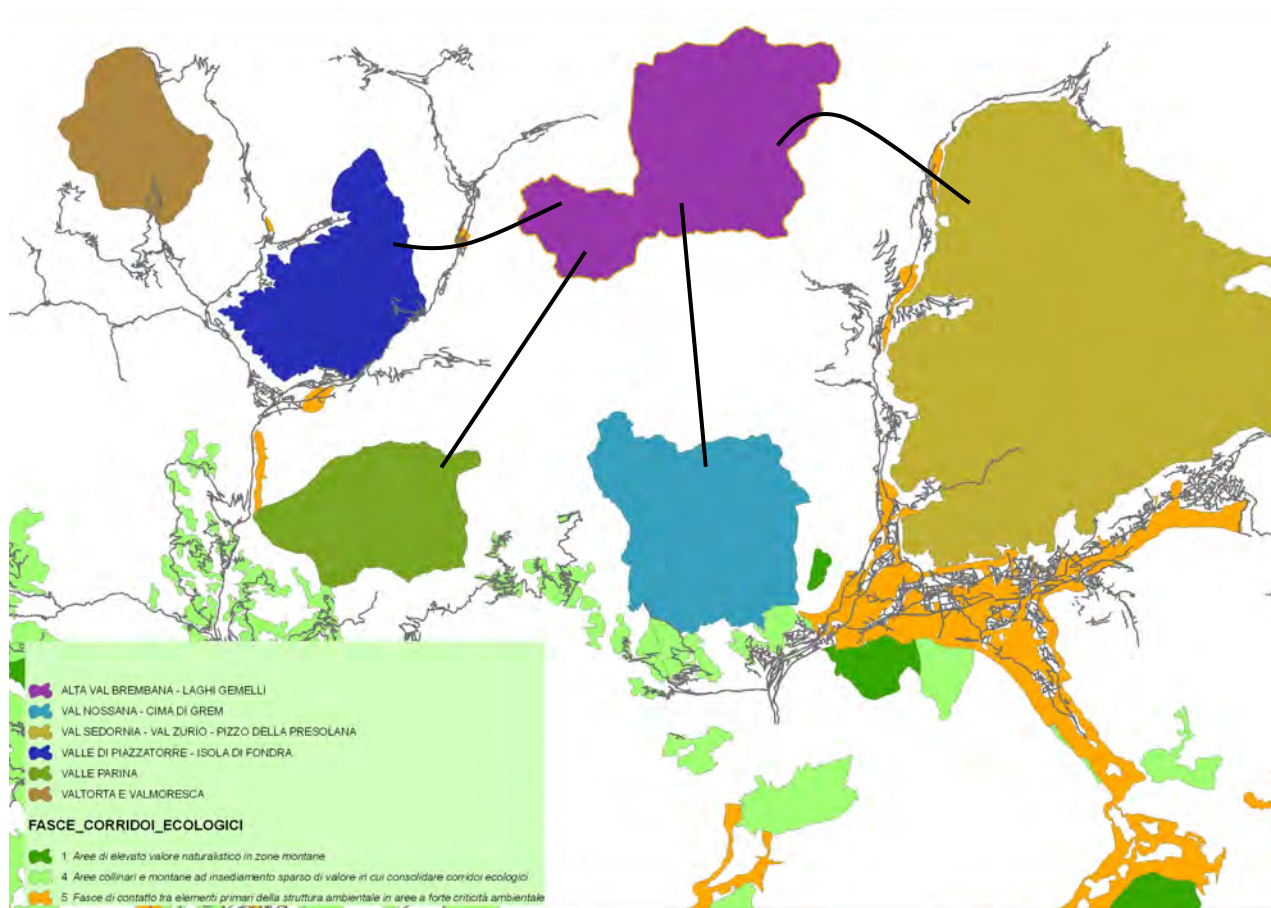 ALTA VAL BREMBANA - LAGHI GEMELLI
VAL NOSSANA - CIMA DI GREM
VAL SEDORNIA - VAL ZURIO - PIZZO DELLA PRESOLANA
VALLE DI PIAZZATORRE - ISOLA DI FONDRA
VALLE PARINA
VALTORTA E VALMORESCA
FASCE_CORRIDOI_ECOLOGICI
1 Aree di elevato valore naturalistico in zone montane
4 Aree collinari e montane ad insediamento sparso di valore in cui consolidare corridoi ecologici
5 Fasce di contatto tra elementi primari della struttura ambientale in aree a forte criticità ambientale